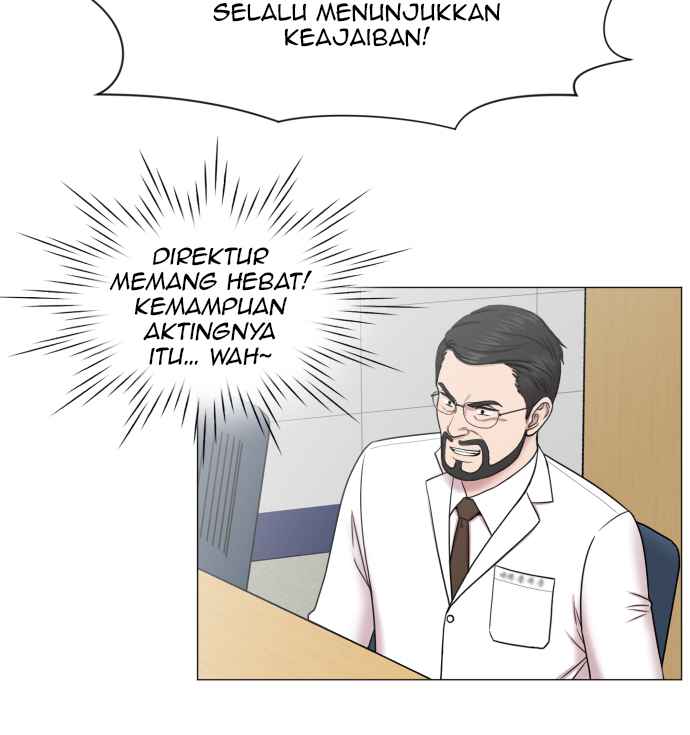 SELALU MENUNJUKKAN
KEAJAIBAN!
DIREKTUR
MEMANG HEBAT!
KEMAMPUAN
AKTINGNYA
ITU... WAH~